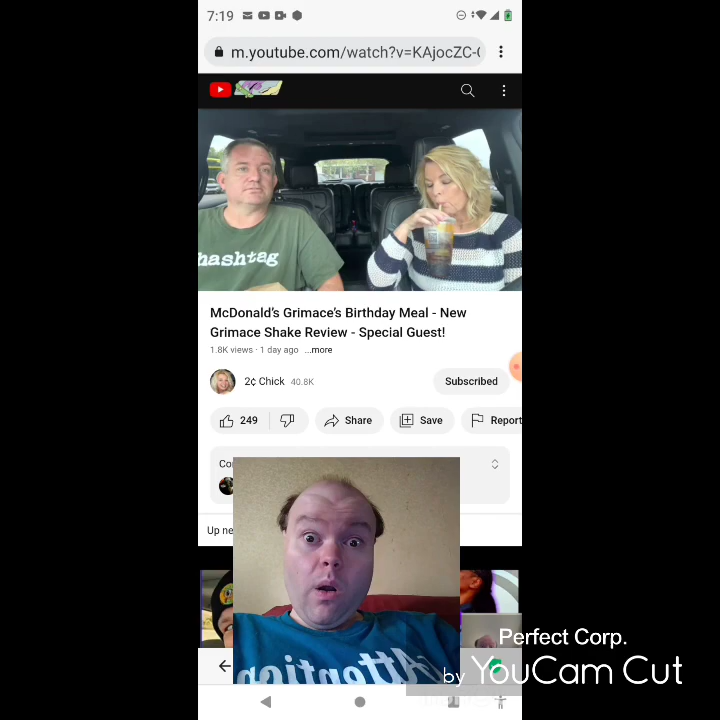 7:19
m.youtube.com/watch?v=KAjocZC-
hashtag
McDonald's Grimace's Birthday Meal - New
Grimace Shake Review - Special Guest!
1.8K views · 1 day ago ...more
2¢ Chick 40.8K
Subscribed
249
Share
Save
Report
Co
Up ne
Attention
Perfect Corp.
by YouCam Cut